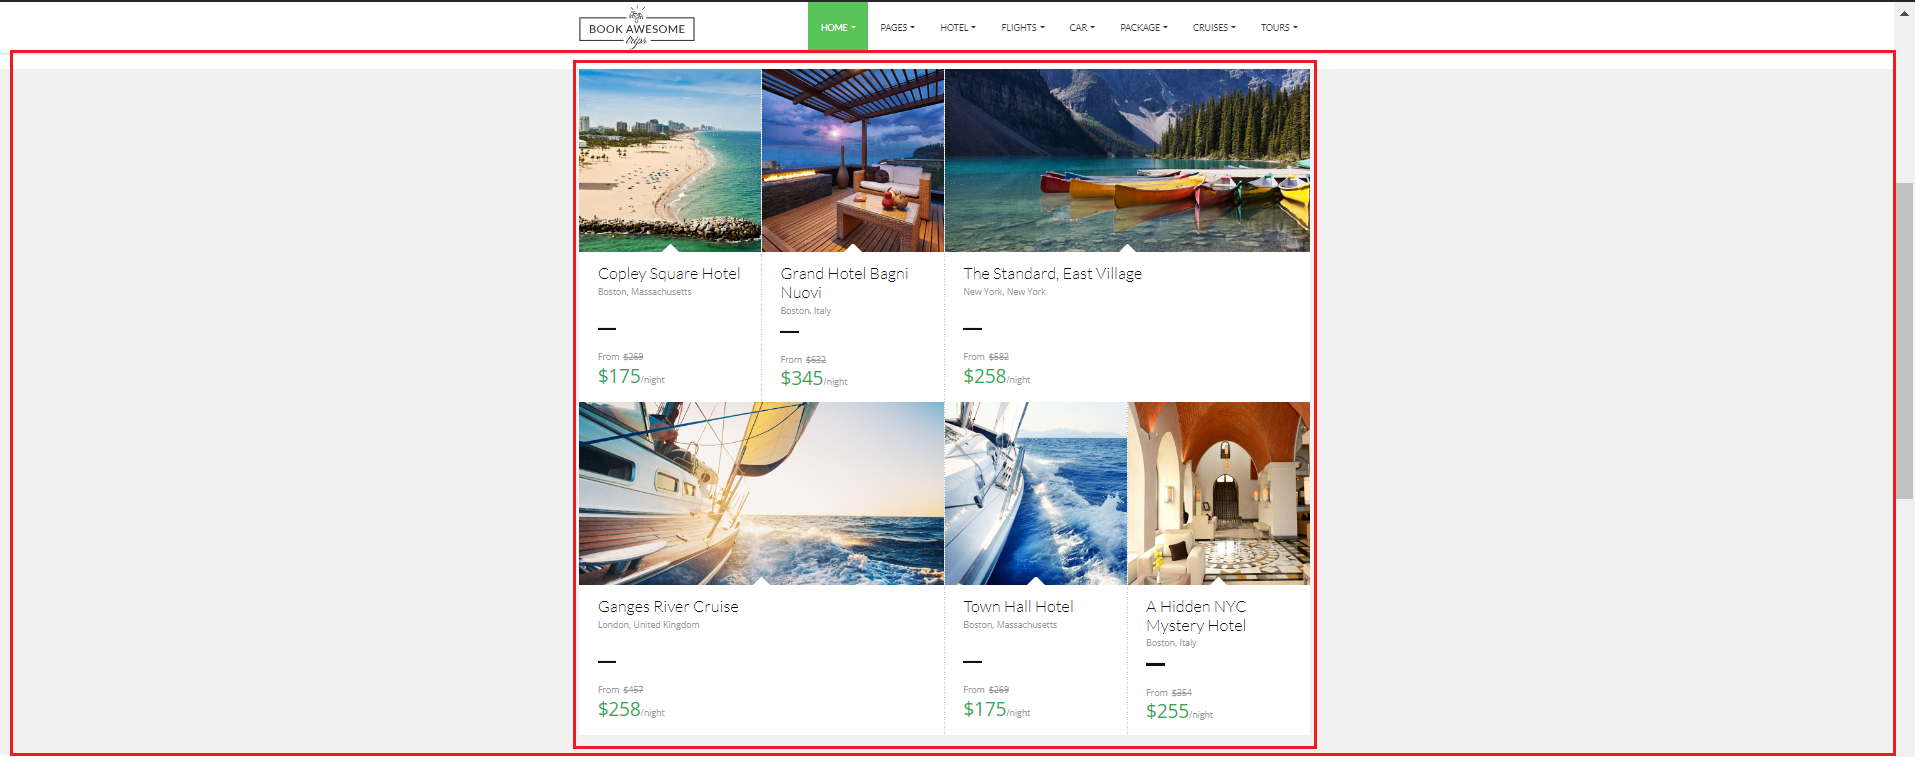 BOOK AWESOME
trips
HOME PAGES HOTEL FLIGHTS CAR PACKAGE CRUISES TOURS
Copley Square Hotel
Boston, Massachusetts
From $269
$175/night
Grand Hotel Bagni
Nuovi
Boston, Italy
From $632
$345/night
The Standard, East Village
New York, New York
From $582
$258/night
Ganges River Cruise
London, United Kingdom
From $457
$258/night
Town Hall Hotel
Boston, Massachusetts
From $269
$175/night
A Hidden NYC
Mystery Hotel
Boston, Italy
From $354
$255/night